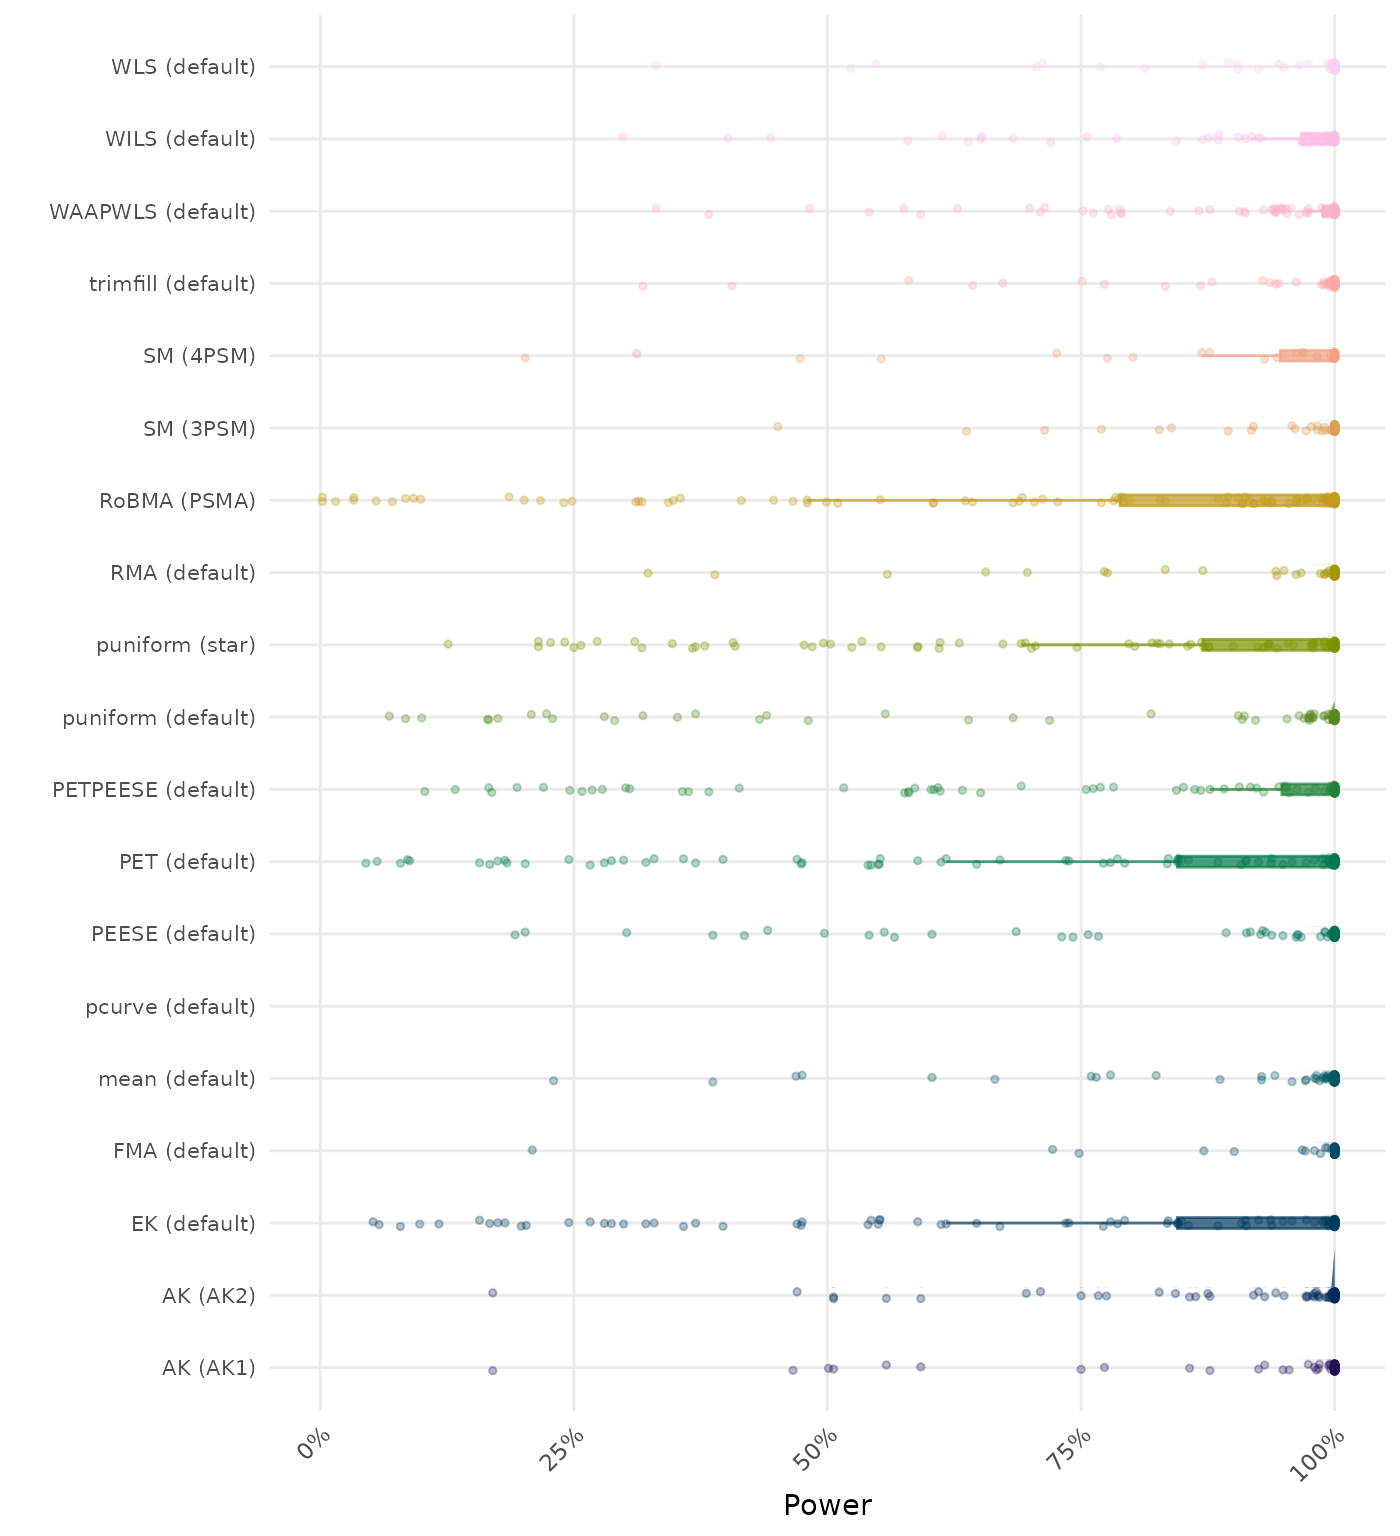 WLS (default)
WILS (default)
WAAPWLS (default)
trimfill (default)
SM (4PSM)
SM (3PSM)
RoBMA (PSMA)
RMA (default)
puniform (star)
puniform (default)
PETPEESE (default)
PET (default)
PEESE (default)
pcurve (default)
mean (default)
FMA (default)
EK (default)
AK (AK2)
AK (AK1)
0%
25%
50%
75%
100%
Power